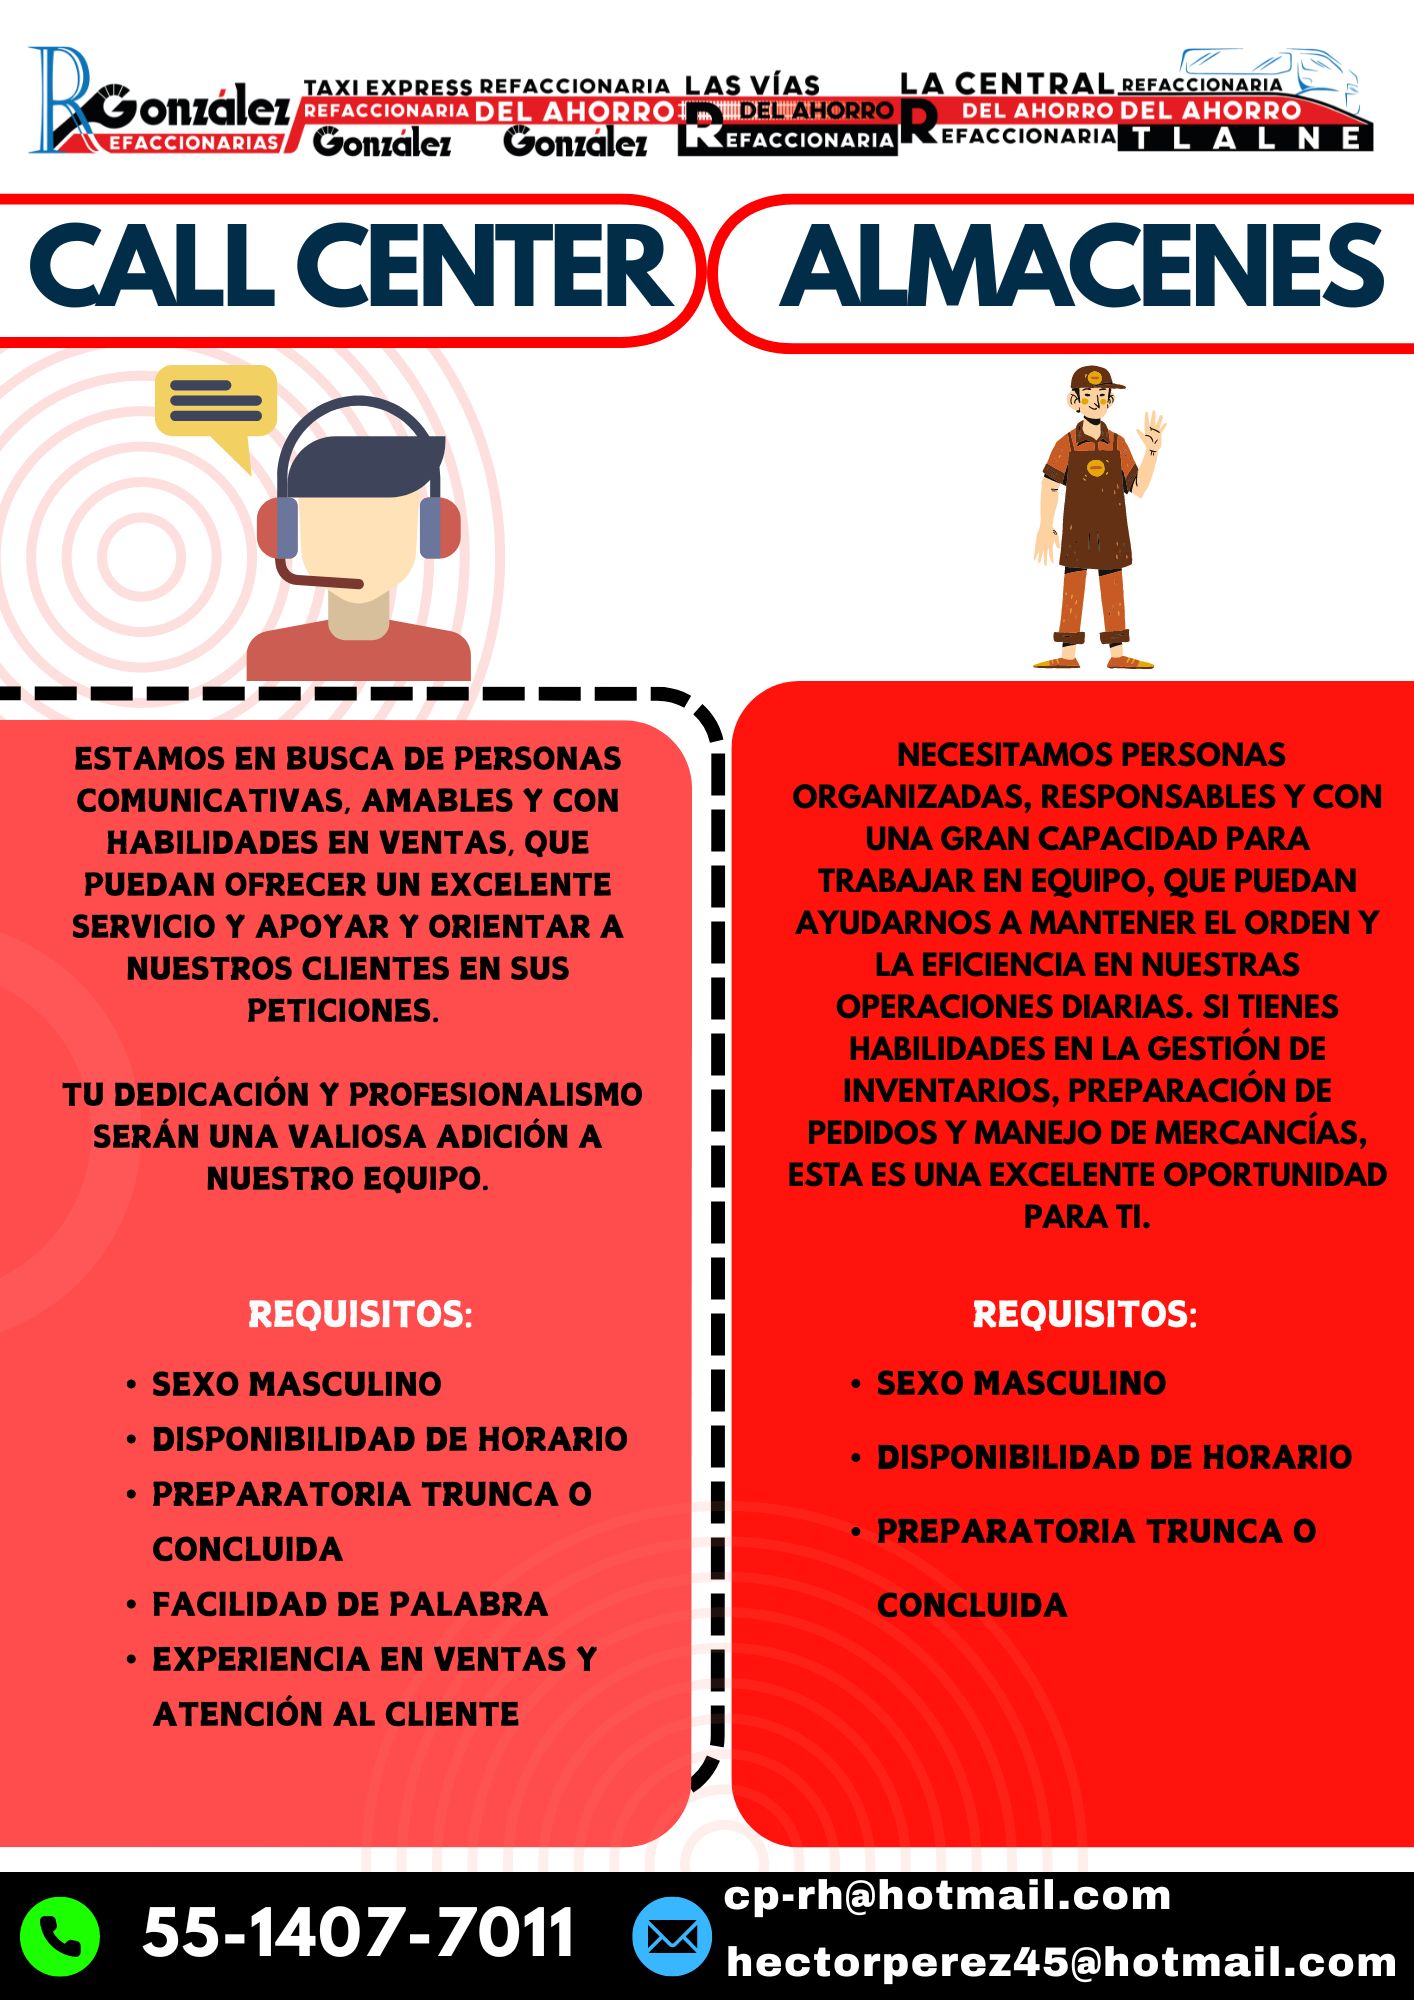 R González
REFACCIONARIAS
TAXI EXPRESS
REFACCIONARIA
González
REFACCIONARIA
DEL AHORRO
González
LAS VÍAS
DEL AHORRO
REFACCIONARIA
LA CENTRAL
DEL AHORRO
REFACCIONARIA
REFACCIONARIA
DEL AHORRO
TLALNE
CALL CENTER
ESTAMOS EN BUSCA DE PERSONAS
COMUNICATIVAS, AMABLES Y CON
HABILIDADES EN VENTAS, QUE
PUEDAN OFRECER UN EXCELENTE
SERVICIO Y APOYAR Y ORIENTAR A
NUESTROS CLIENTES EN SUS
PETICIONES.
TU DEDICACIÓN Y PROFESIONALISMO
SERÁN UNA VALIOSA ADICIÓN A
NUESTRO EQUIPO.
REQUISITOS:
• SEXO MASCULINO
• DISPONIBILIDAD DE HORARIO
• PREPARATORIA TRUNCA O
CONCLUIDA
• FACILIDAD DE PALABRA
• EXPERIENCIA EN VENTAS Y
ATENCIÓN AL CLIENTE
ALMACENES
NECESITAMOS PERSONAS
ORGANIZADAS, RESPONSABLES Y CON
UNA GRAN CAPACIDAD PARA
TRABAJAR EN EQUIPO, QUE PUEDAN
AYUDARNOS A MANTENER EL ORDEN Y
LA EFICIENCIA EN NUESTRAS
OPERACIONES DIARIAS. SI TIENES
HABILIDADES EN LA GESTIÓN DE
INVENTARIOS, PREPARACIÓN DE
PEDIDOS Y MANEJO DE MERCANCÍAS,
ESTA ES UNA EXCELENTE OPORTUNIDAD
PARA TI.
REQUISITOS:
• SEXO MASCULINO
• DISPONIBILIDAD DE HORARIO
• PREPARATORIA TRUNCA O
CONCLUIDA
55-1407-7011
cp-rh@hotmail.com
hectorperez45@hotmail.com